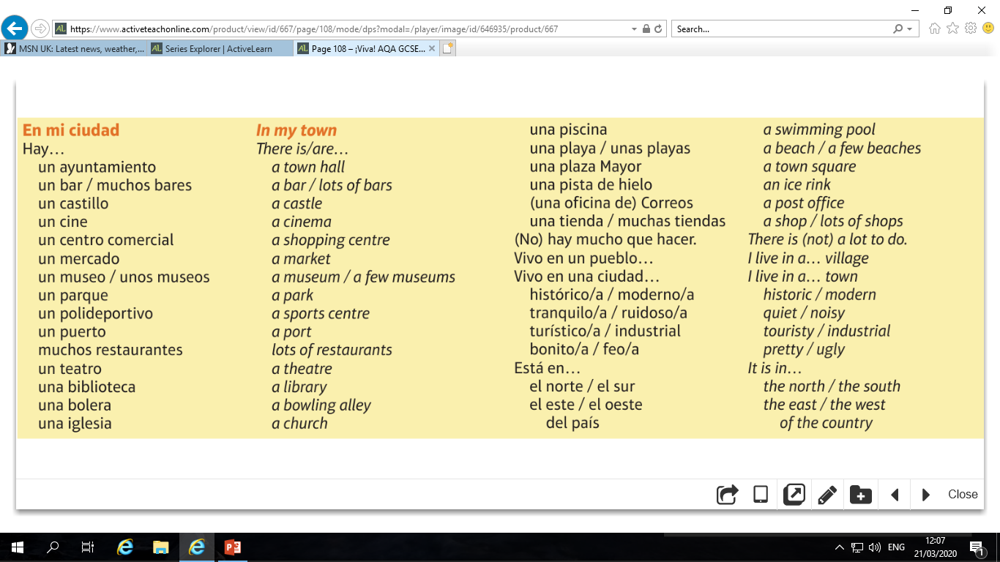 https://www.activeteachonline.com/product/view/id/667/page/108/mode/dps?modal=/player/image/id/646935/product/667
Search...
MSN UK: Latest news, weather,...
Series Explorer | ActiveLearn
Page 108 – ¡Viva! AQA GCSE...
En mi ciudad In my town
Hay… There is/are…
un ayuntamiento a town hall
un bar / muchos bares a bar / lots of bars
un castillo a castle
un cine a cinema
un centro comercial a shopping centre
un mercado a market
un museo / unos museos a museum / a few museums
un parque a park
un polideportivo a sports centre
un puerto a port
muchos restaurantes lots of restaurants
un teatro a theatre
una biblioteca a library
una bolera a bowling alley
una iglesia a church
una piscina a swimming pool
una playa / unas playas a beach / a few beaches
una plaza Mayor a town square
una pista de hielo an ice rink
(una oficina de) Correos a post office
una tienda / muchas tiendas a shop / lots of shops
(No) hay mucho que hacer. There is (not) a lot to do.
Vivo en un pueblo… I live in a… village
Vivo en una ciudad… I live in a… town
histórico/a / moderno/a historic / modern
tranquilo/a / ruidoso/a quiet / noisy
turístico/a / industrial touristy / industrial
bonito/a / feo/a pretty / ugly
Está en… It is in…
el norte / el sur the north / the south
el este / el oeste the east / the west
del país of the country
Close
ENG
12:07
21/03/2020
1